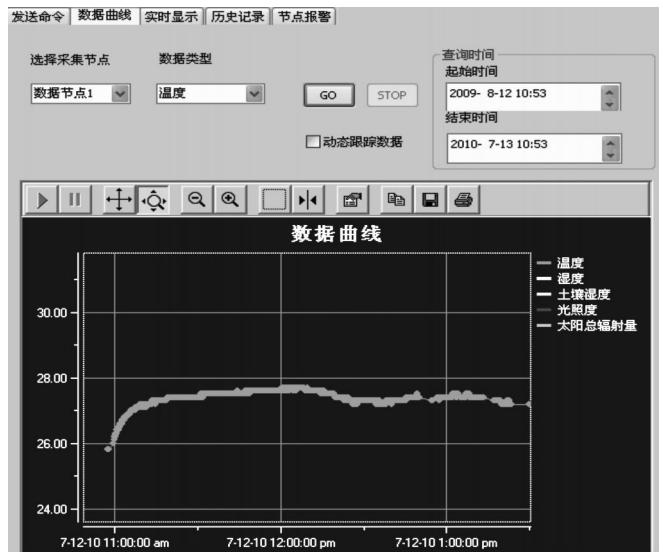 发送命令 数据曲线 实时显示 历史记录 节点报警
选择采集节点 数据类型 查询时间
起始时间
数据节点1 温度 GO STOP 2009- 8-12 10:53
结束时间
动态跟踪数据 2010- 7-13 10:53
数据曲线
温度
湿度
土壤湿度
光照度
太阳总辐射量
30.00
28.00
26.00
24.00
7-12-10 11:00:00 am 7-12-10 12:00:00 pm 7-12-10 1:00:00 pm